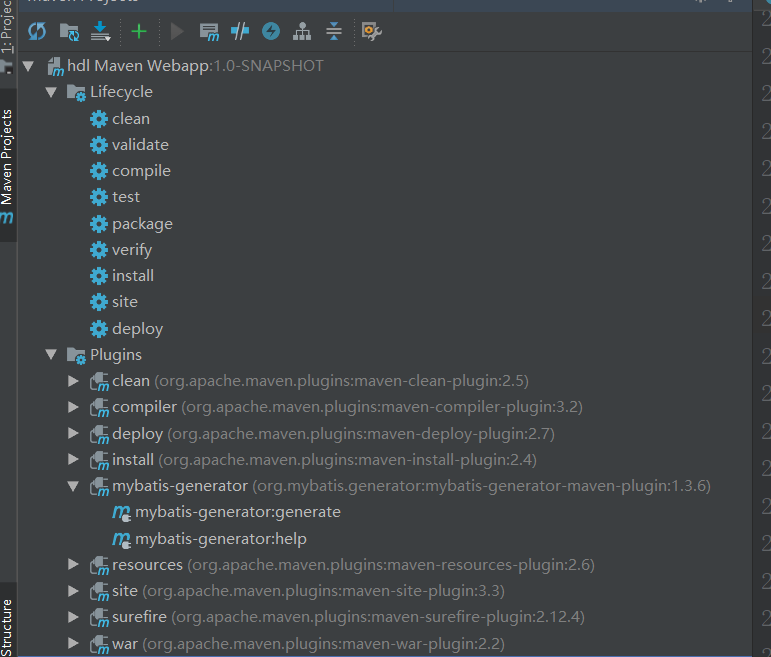 Maven Projects
1: Project
hdl Maven Webapp:1.0-SNAPSHOT
Lifecycle
clean
validate
compile
test
package
verify
install
site
deploy
Plugins
clean (org.apache.maven.plugins:maven-clean-plugin:2.5)
compiler (org.apache.maven.plugins:maven-compiler-plugin:3.2)
deploy (org.apache.maven.plugins:maven-deploy-plugin:2.7)
install (org.apache.maven.plugins:maven-install-plugin:2.4)
mybatis-generator (org.mybatis.generator:mybatis-generator-maven-plugin:1.3.6)
mybatis-generator:generate
mybatis-generator:help
resources (org.apache.maven.plugins:maven-resources-plugin:2.6)
site (org.apache.maven.plugins:maven-site-plugin:3.3)
surefire (org.apache.maven.plugins:maven-surefire-plugin:2.12.4)
war (org.apache.maven.plugins:maven-war-plugin:2.2)
Maven Projects
Structure